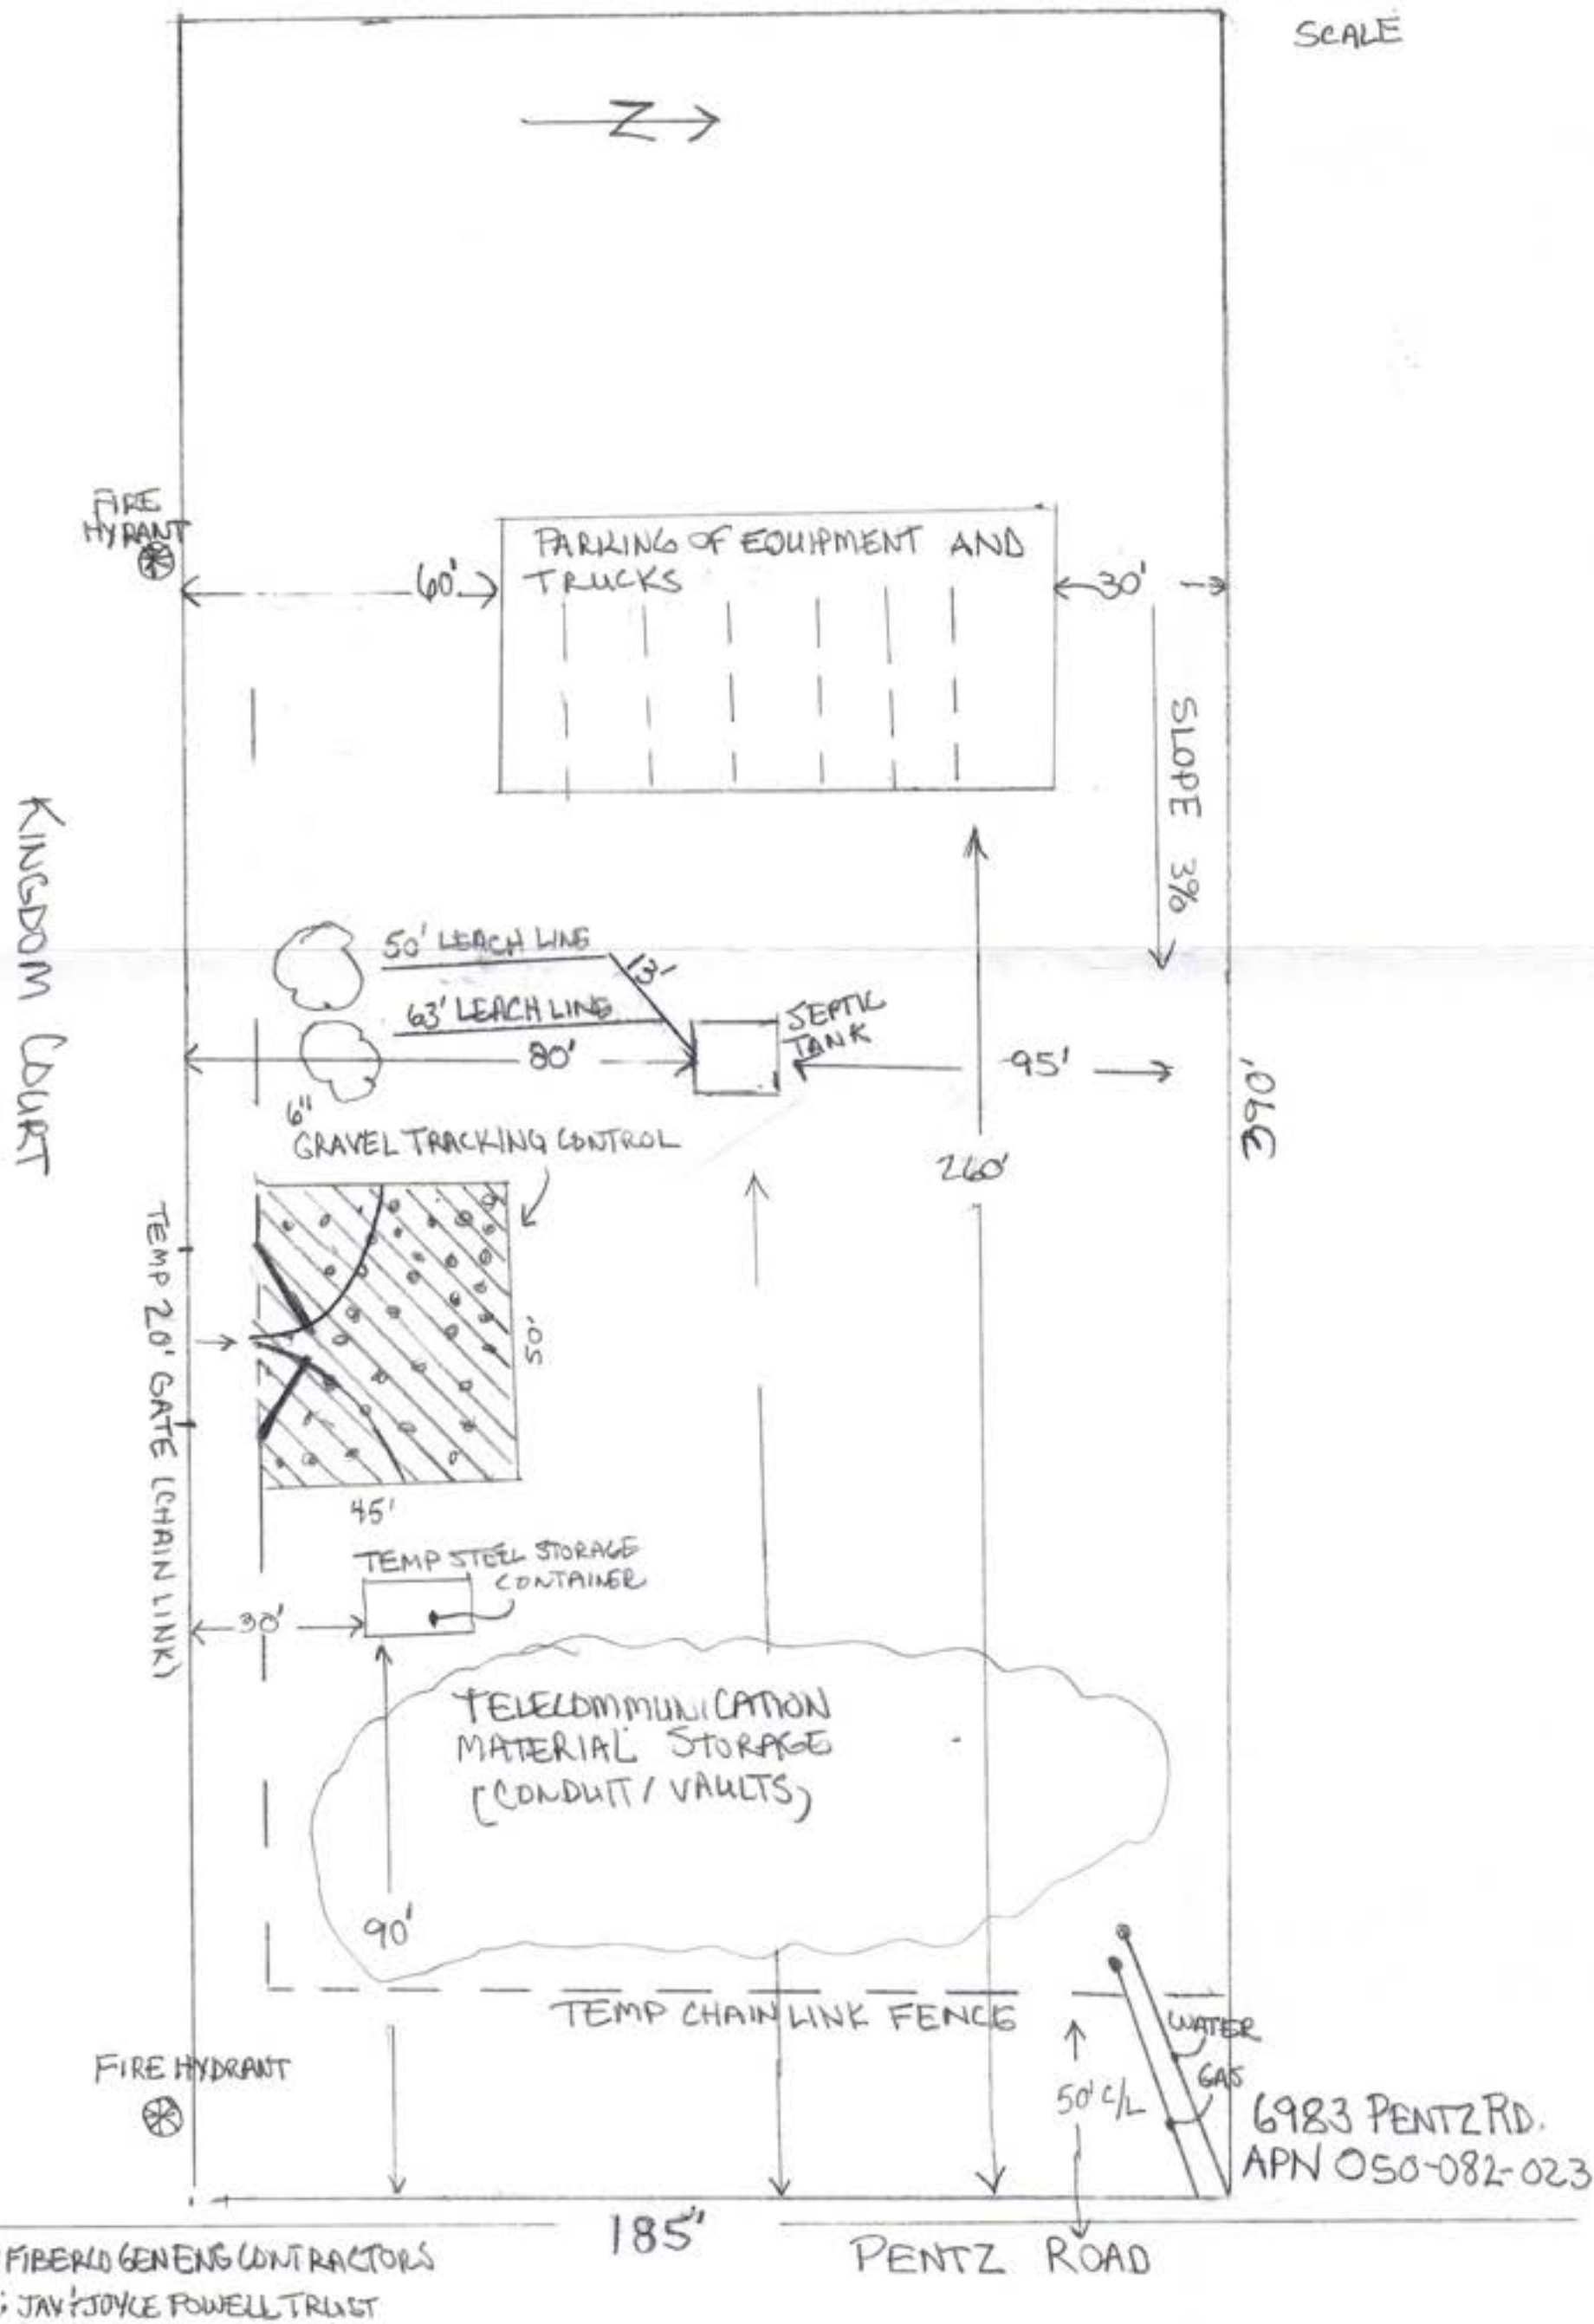 SCALE
N
FIRE
HYRANT
PARKING OF EQUIPMENT AND
TRUCKS
60'
30'
SLOPE 3%
KINGDOM COURT
50' LEACH LINE
13'
63' LEACH LINE
SEPTIC
TANK
80'
95'
390'
6"
GRAVEL TRACKING CONTROL
260'
TEMP 20' GATE (CHAIN LINK)
50'
45'
TEMP STEEL STORAGE
CONTAINER
30'
TELECOMMUNICATION
MATERIAL STORAGE
(CONDUIT / VAULTS)
90'
TEMP CHAIN LINK FENCE
WATER
GAS
FIRE HYDRANT
50' C/L
6983 PENTZ RD.
APN 050-082-023
185'
PENTZ ROAD
FIBERCO GEN ENG CONTRACTORS
JAY & JOYCE POWELL TRUST